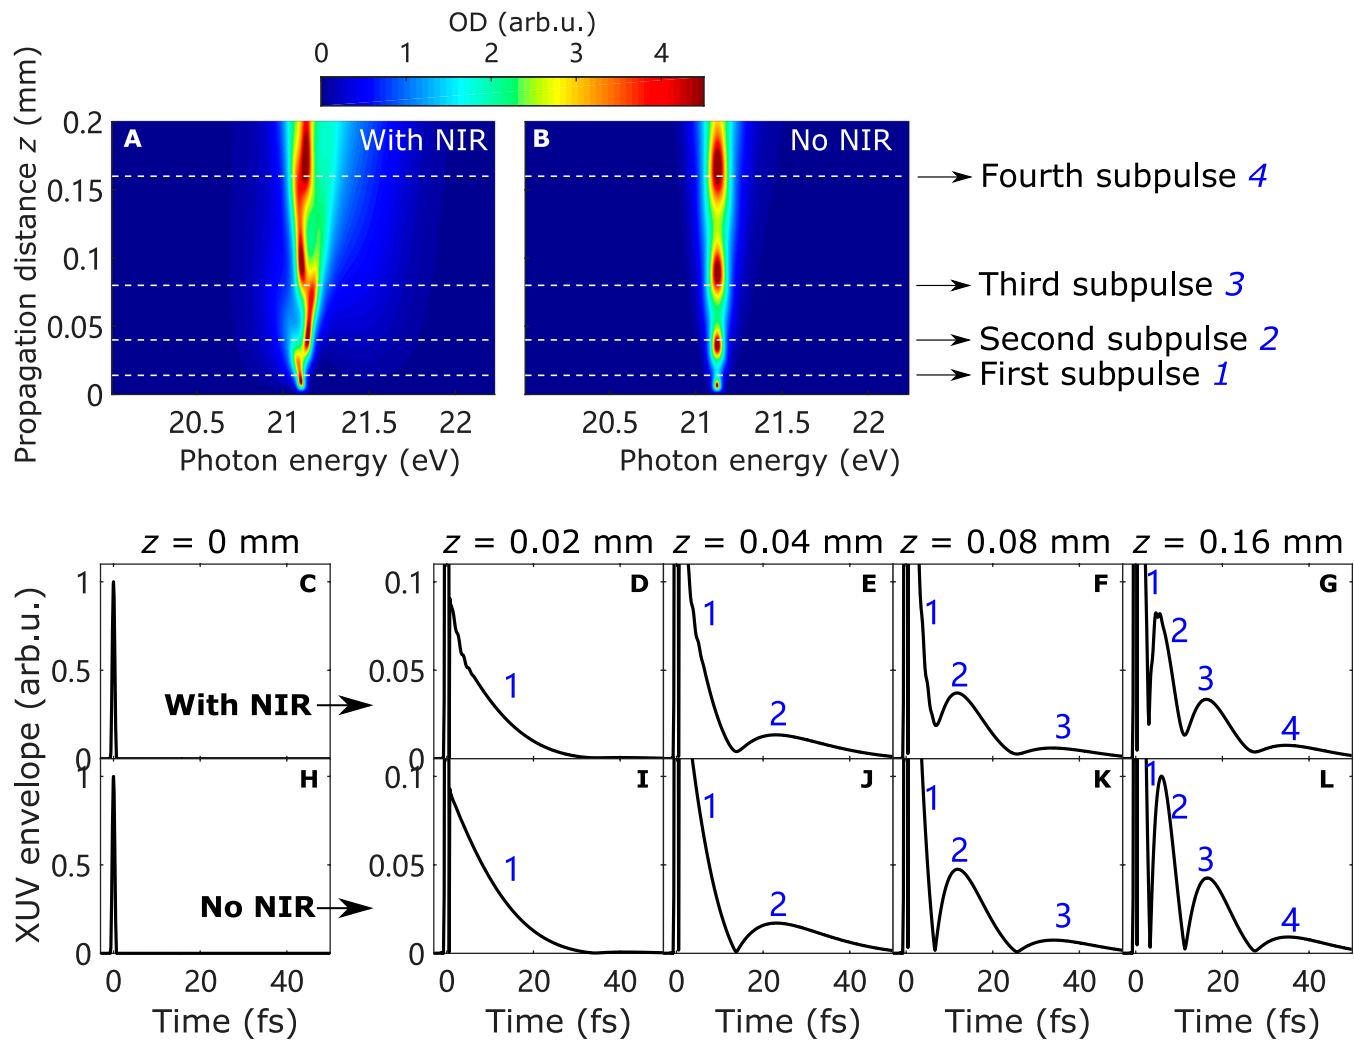 OD (arb.u.)
0 1 2 3 4
Propagation distance z (mm)
0.2
0.15
0.1
0.05
0
A With NIR
B No NIR
Fourth subpulse 4
Third subpulse 3
Second subpulse 2
First subpulse 1
20.5 21 21.5 22
20.5 21 21.5 22
Photon energy (eV)
Photon energy (eV)
z = 0 mm
z = 0.02 mm
z = 0.04 mm
z = 0.08 mm
z = 0.16 mm
XUV envelope (arb.u.)
1
0.5
0
C
With NIR
0.1
0.05
0
D
1
E
1
2
F
1
2
3
G
1
2
3
4
1
0.5
0
H
No NIR
0.1
0.05
0
I
1
J
1
2
K
1
2
3
L
1
2
3
4
0 20 40
0 20 40
0 20 40
0 20 40
0 20 40
Time (fs)
Time (fs)
Time (fs)
Time (fs)
Time (fs)